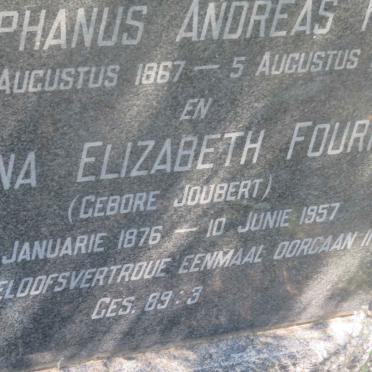 PHANUS ANDREAS
AUGUSTUS 1867 — 5 AUGUSTUS
EN
NA ELIZABETH FOURI
(GEBORE JOUBERT)
JANUARIE 1876 — 10 JUNIE 1957
ELOOFSVERTROUE EENMAAL OORGAAN
GES. 89:3